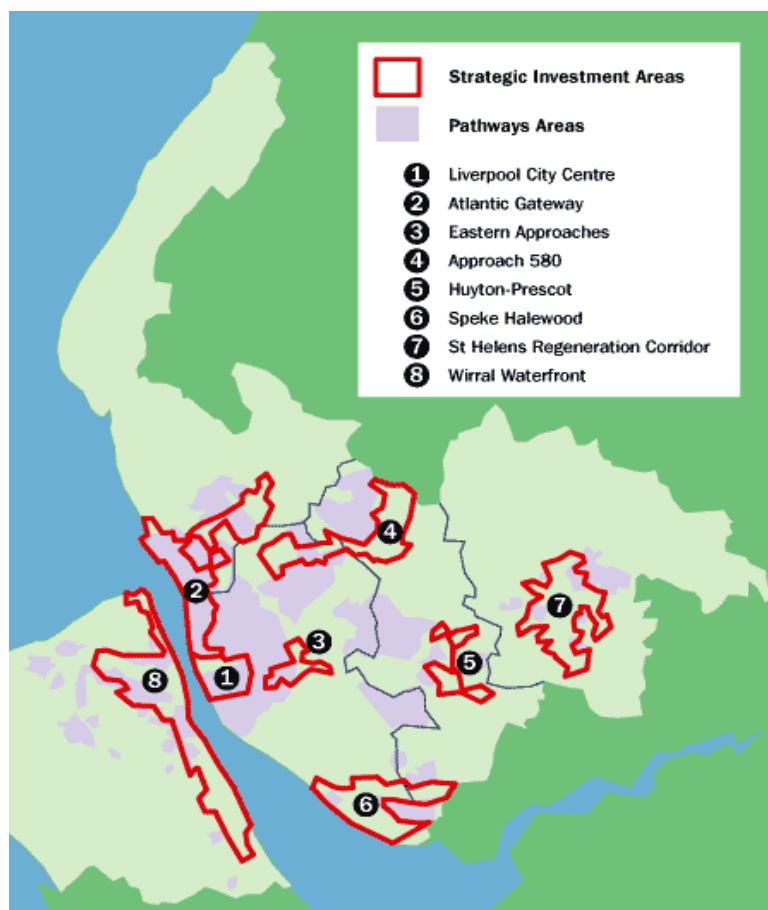 Strategic Investment Areas
Pathways Areas
1 Liverpool City Centre
2 Atlantic Gateway
3 Eastern Approaches
4 Approach 580
5 Huyton-Prescot
6 Speke Halewood
7 St Helens Regeneration Corridor
8 Wirral Waterfront
4
2
7
3
5
1
8
6